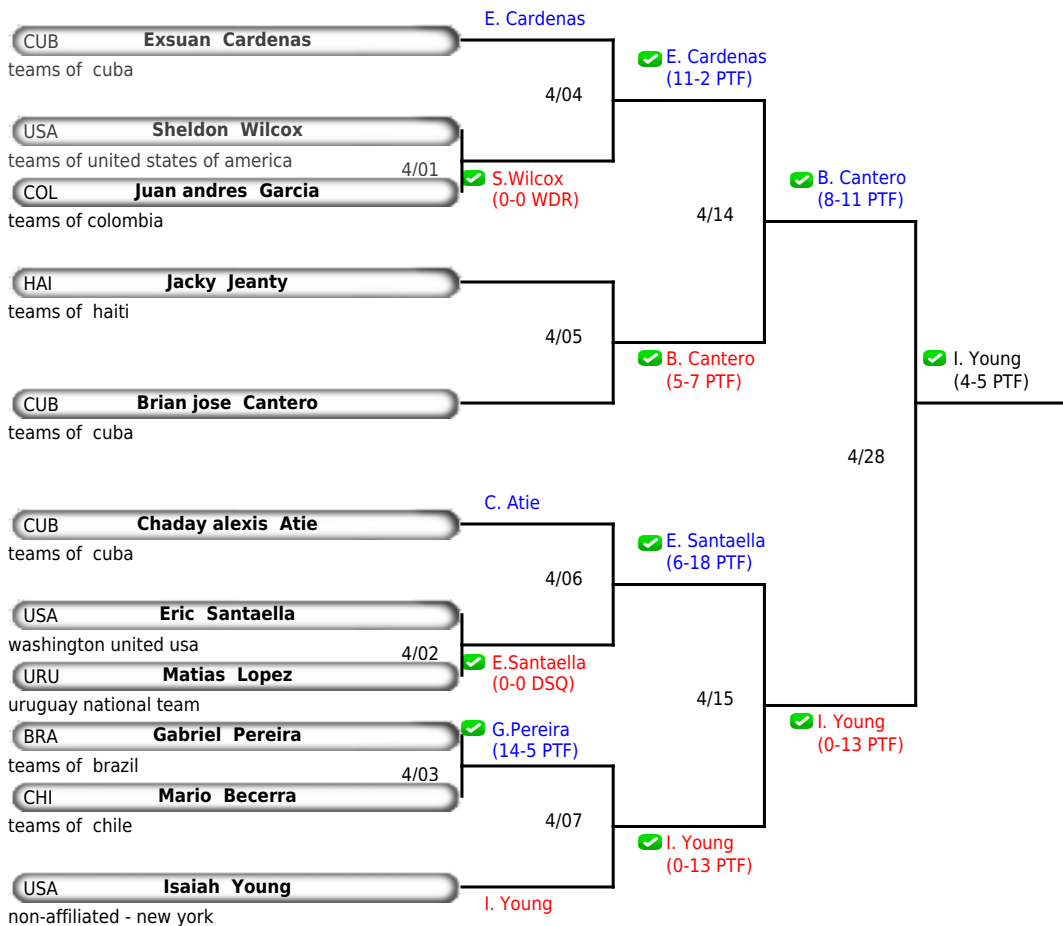 E. Cardenas
CUB Exsuan Cardenas
teams of cuba
E. Cardenas
(11-2 PTF)
4/04
USA Sheldon Wilcox
teams of united states of america
4/01
S.Wilcox
(0-0 WDR)
COL Juan andres Garcia
teams of colombia
B. Cantero
(8-11 PTF)
4/14
HAI Jacky Jeanty
teams of haiti
4/05
B. Cantero
(5-7 PTF)
I. Young
(4-5 PTF)
CUB Brian jose Cantero
teams of cuba
4/28
C. Atie
CUB Chaday alexis Atie
teams of cuba
E. Santaella
(6-18 PTF)
4/06
USA Eric Santaella
washington united usa
4/02
E.Santaella
(0-0 DSQ)
URU Matias Lopez
uruguay national team
4/15
I. Young
(0-13 PTF)
BRA Gabriel Pereira
G.Pereira
(14-5 PTF)
teams of brazil
4/03
CHI Mario Becerra
teams of chile
4/07
I. Young
(0-13 PTF)
USA Isaiah Young
I. Young
non-affiliated - new york